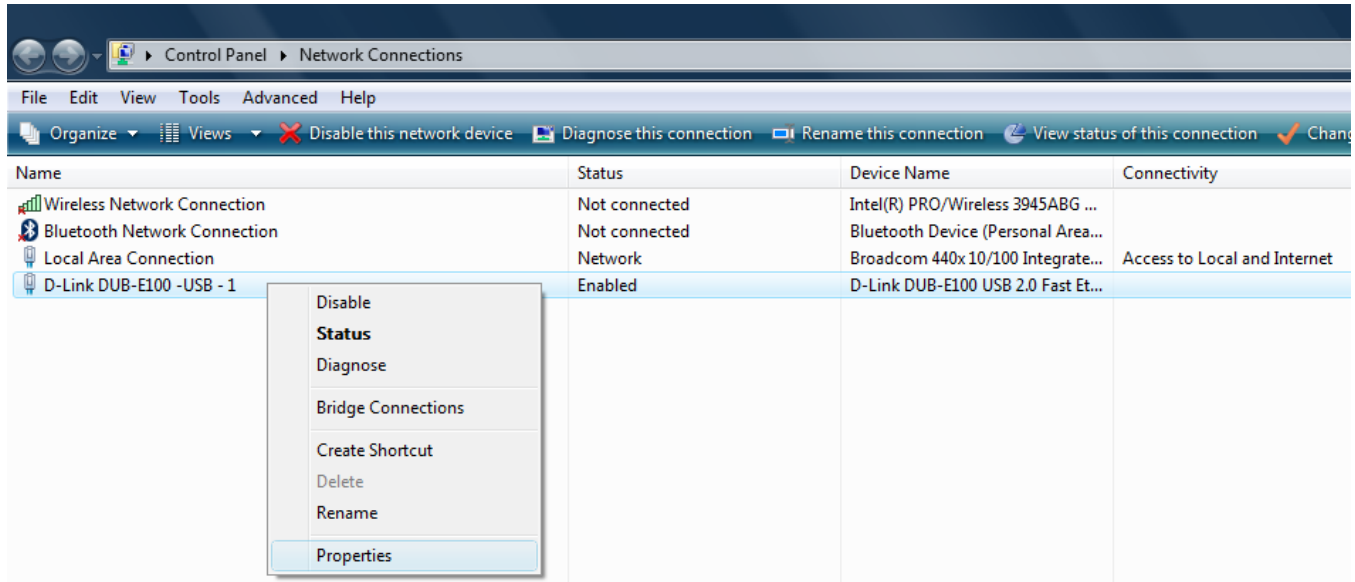 Control Panel Network Connections
File Edit View Tools Advanced Help
Organize Views Disable this network device Diagnose this connection Rename this connection View status of this connection Chang
Name Status Device Name Connectivity
Wireless Network Connection Not connected Intel(R) PRO/Wireless 3945ABG ...
Bluetooth Network Connection Not connected Bluetooth Device (Personal Area...
Local Area Connection Network Broadcom 440x 10/100 Integrate... Access to Local and Internet
D-Link DUB-E100 -USB - 1 Enabled D-Link DUB-E100 USB 2.0 Fast Et...
Disable
Status
Diagnose
Bridge Connections
Create Shortcut
Delete
Rename
Properties